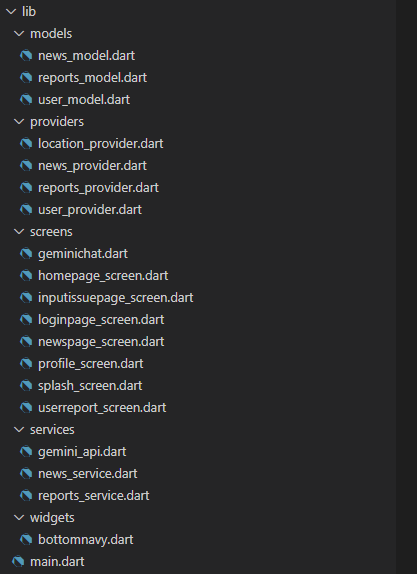 lib
models
news_model.dart
reports_model.dart
user_model.dart
providers
location_provider.dart
news_provider.dart
reports_provider.dart
user_provider.dart
screens
geminichat.dart
homepage_screen.dart
inputissuepage_screen.dart
loginpage_screen.dart
newspage_screen.dart
profile_screen.dart
splash_screen.dart
userreport_screen.dart
services
gemini_api.dart
news_service.dart
reports_service.dart
widgets
bottomnavy.dart
main.dart